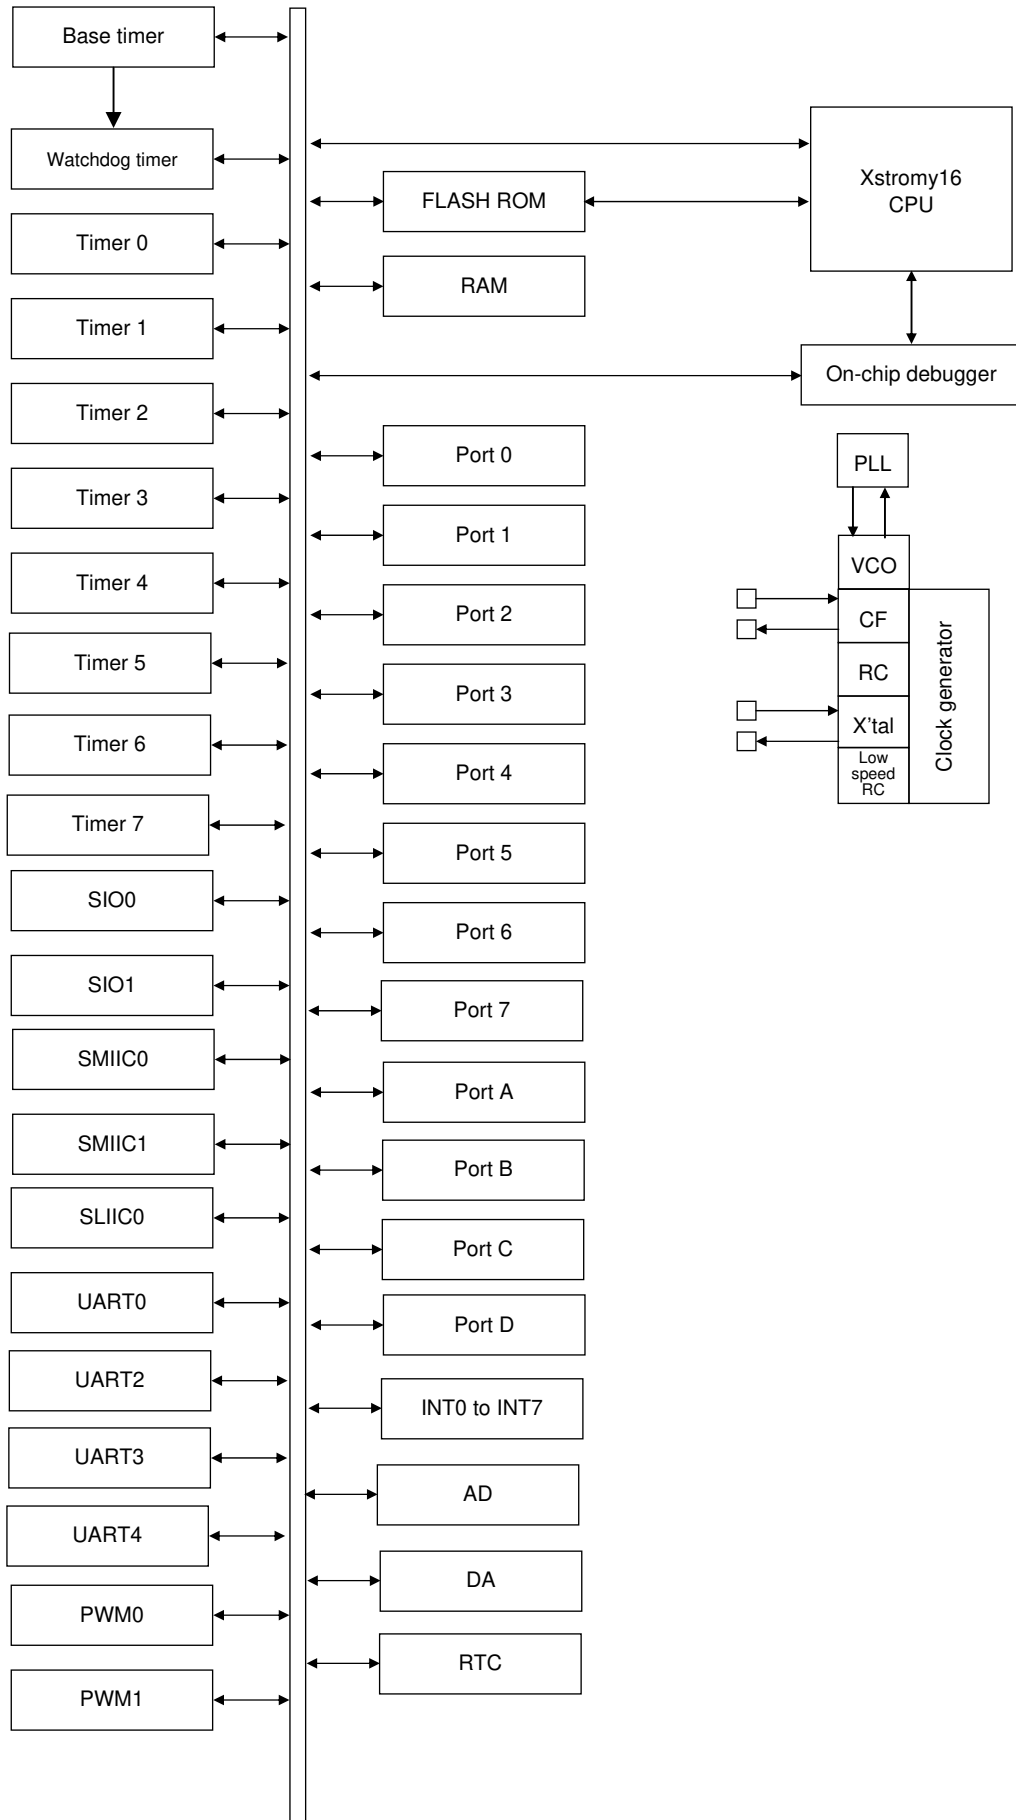 Base timer
Watchdog timer
Timer 0
Timer 1
Timer 2
Timer 3
Timer 4
Timer 5
Timer 6
Timer 7
SIO0
SIO1
SMIIC0
SMIIC1
SLIIC0
UART0
UART2
UART3
UART4
PWM0
PWM1
FLASH ROM
RAM
Port 0
Port 1
Port 2
Port 3
Port 4
Port 5
Port 6
Port 7
Port A
Port B
Port C
Port D
INT0 to INT7
AD
DA
RTC
Xstromy16
CPU
On-chip debugger
PLL
VCO
CF
RC
X'tal
Low
speed
RC
Clock generator